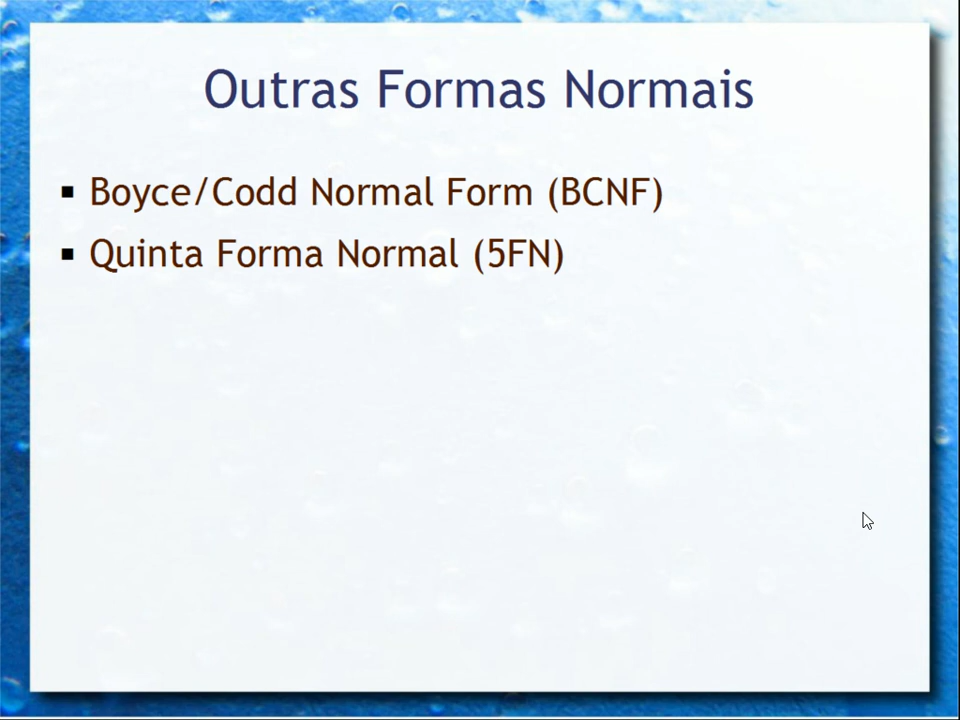 Outras Formas Normais
▪ Boyce/Codd Normal Form (BCNF)
▪ Quinta Forma Normal (5FN)